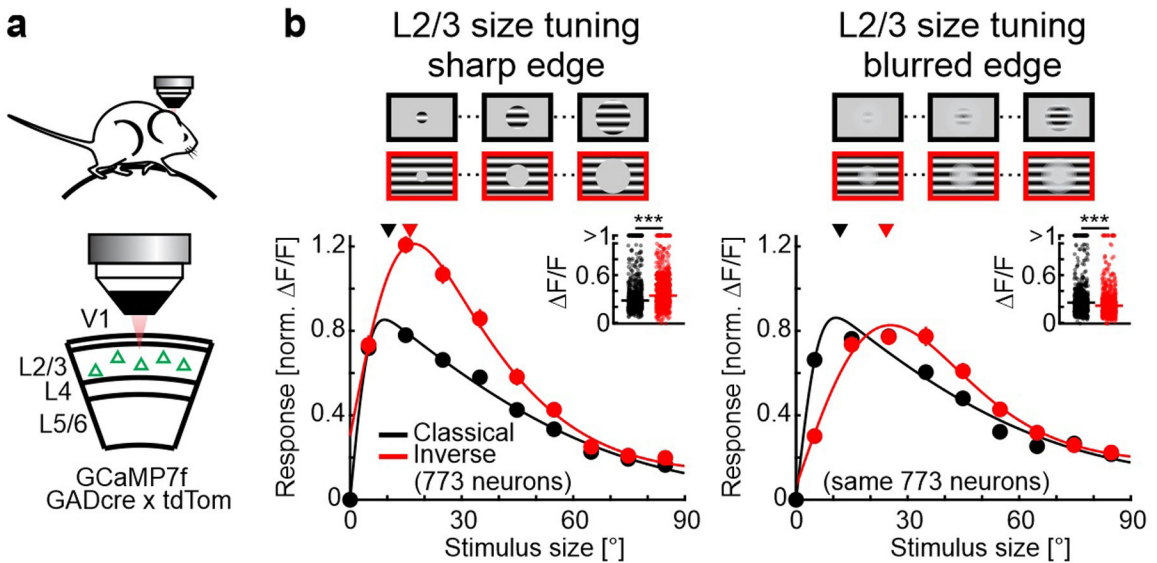 a
V1
L2/3
L4
L5/6
GCaMP7f
GADcre x tdTom
b
L2/3 size tuning
sharp edge
Response [norm. ΔF/F]
1.2
0.8
0.4
0
0
30
60
90
Stimulus size [°]
Classical
Inverse
(773 neurons)
***
ΔF/F
>1
0.6
0
L2/3 size tuning
blurred edge
Response [norm. ΔF/F]
1.2
0.8
0.4
0
0
30
60
90
Stimulus size [°]
(same 773 neurons)
***
ΔF/F
>1
0.6
0